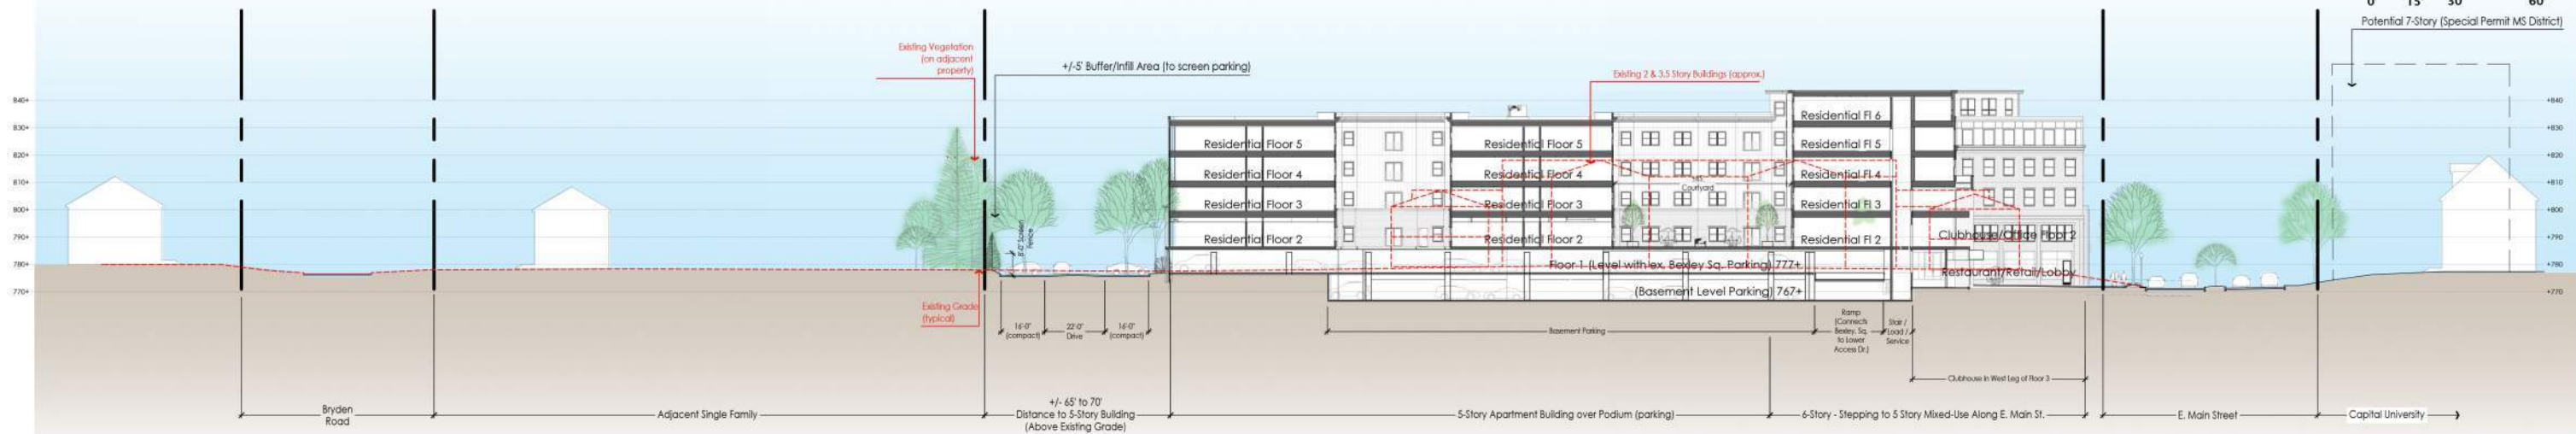 0 15 30 60
Potential 7-Story (Special Permit MS District)
Existing Vegetation
(on adjacent
property)
+/-5' Buffer/Infill Area (to screen parking)
Existing 2 & 3.5 Story Buildings (approx.)
840+
830+
820+
810+
800+
790+
780+
770+
+840
+830
+820
+810
+800
+790
+780
+770
Residential Floor 5
Residential Floor 4
Residential Floor 3
Residential Floor 2
Residential Floor 5
Residential Floor 4
Residential Floor 3
Residential Floor 2
Courtyard
Residential Fl 6
Residential Fl 5
Residential Fl 4
Residential Fl 3
Residential Fl 2
Clubhouse/Office Floor 2
Restaurant/Retail/Lobby
Floor 1 (Level with ex. Bexley Sq. Parking) 777+
(Basement Level Parking) 767+
8'-0" Screen
Fence
Existing Grade
(typical)
16'-0"
(compact)
22'-0"
Drive
16'-0"
(compact)
Basement Parking
Ramp
(Connects
Bexley. Sq.
to Lower
Access Dr.)
Stair /
Load /
Service
Clubhouse in West Leg of Floor 3
Bryden
Road
Adjacent Single Family
+/- 65' to 70'
Distance to 5-Story Building
(Above Existing Grade)
5-Story Apartment Building over Podium (parking)
6-Story - Stepping to 5 Story Mixed-Use Along E. Main St.
E. Main Street
Capital University